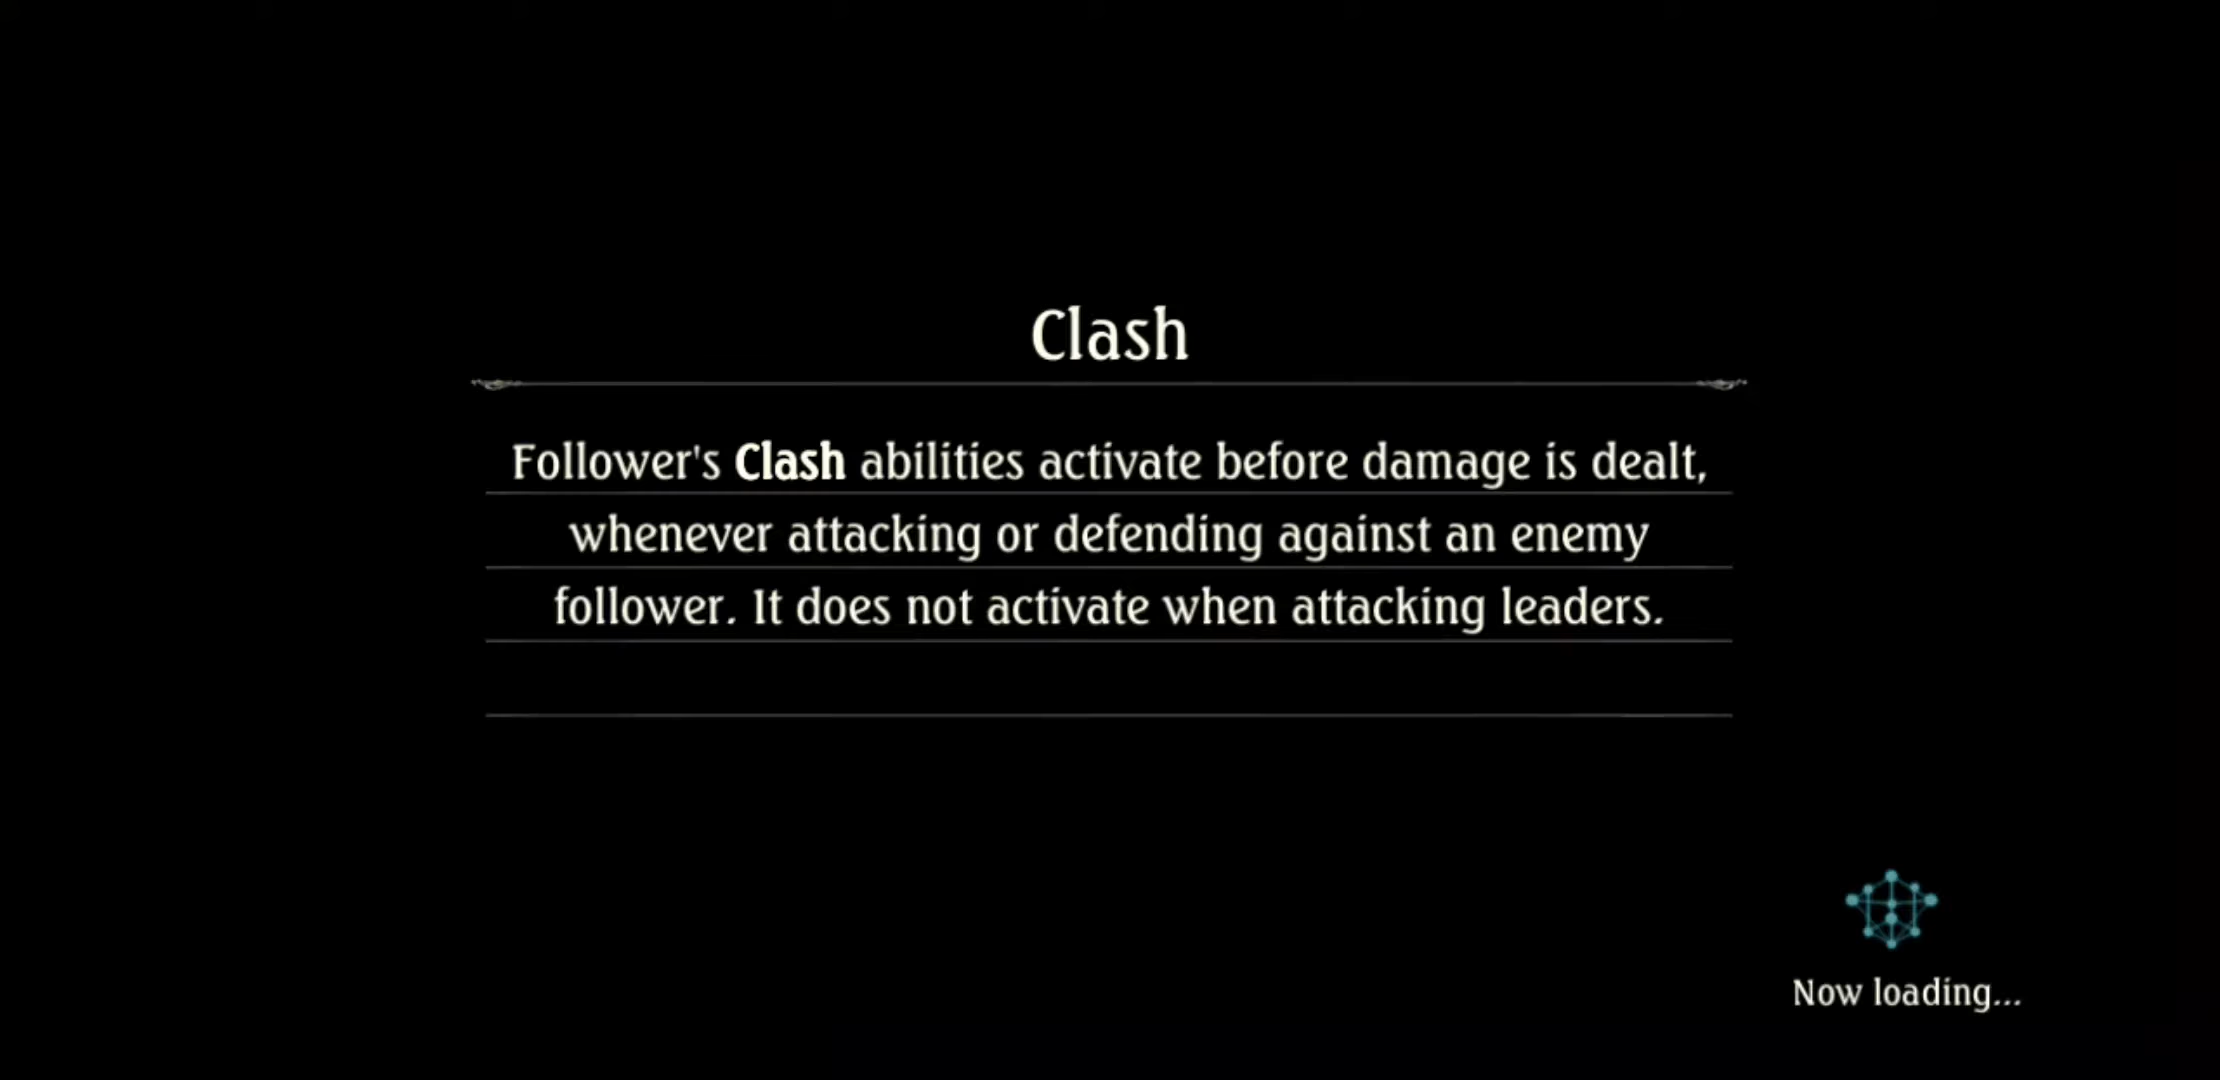 Clash
Follower's Clash abilities activate before damage is dealt,
whenever attacking or defending against an enemy
follower. It does not activate when attacking leaders.
Now loading...